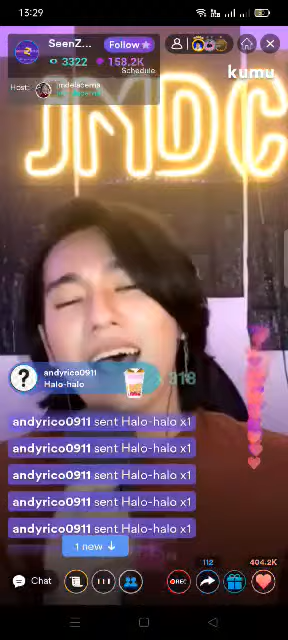 13:29
SeenZ...
Follow
3322
158.2K
Schedule
kumu
Host:
jmdelacerna
JMDC
andyrico0911
Halo-halo
X 318
andyrico0911 sent Halo-halo x1
andyrico0911 sent Halo-halo x1
andyrico0911 sent Halo-halo x1
andyrico0911 sent Halo-halo x1
andyrico0911 sent Halo-halo x1
1 new ↓
112
404.2K
Chat
REC